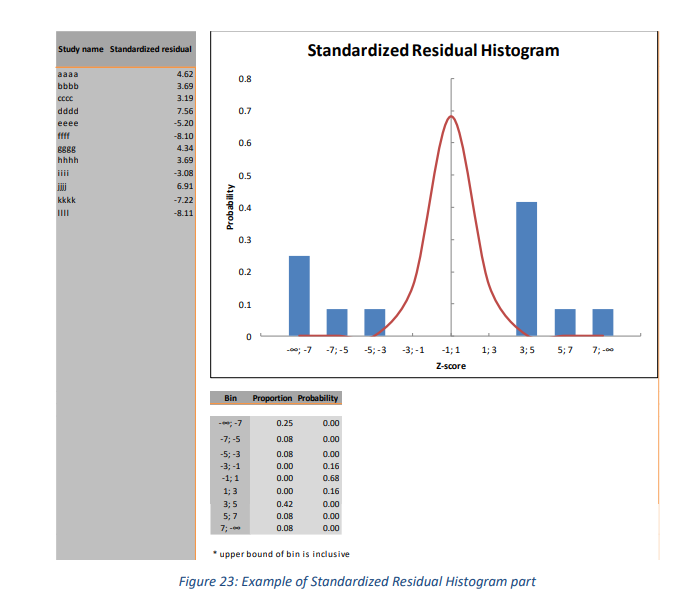 Study name Standardized residual
aaaa 4.62
bbbb 3.69
cccc 3.19
dddd 7.56
eeee -5.20
ffff -8.10
gggg 4.34
hhhh 3.69
iiii -3.08
jjjj 6.91
kkkk -7.22
llll -8.11
Standardized Residual Histogram
Probability
0.8
0.7
0.6
0.5
0.4
0.3
0.2
0.1
0
-∞; -7 -7; -5 -5; -3 -3; -1 -1; 1 1; 3 3; 5 5; 7 7; -∞
Z-score
Bin Proportion Probability
-∞; -7 0.25 0.00
-7; -5 0.08 0.00
-5; -3 0.08 0.00
-3; -1 0.00 0.16
-1; 1 0.00 0.68
1; 3 0.00 0.16
3; 5 0.42 0.00
5; 7 0.08 0.00
7; -∞ 0.08 0.00
* upper bound of bin is inclusive
Figure 23: Example of Standardized Residual Histogram part